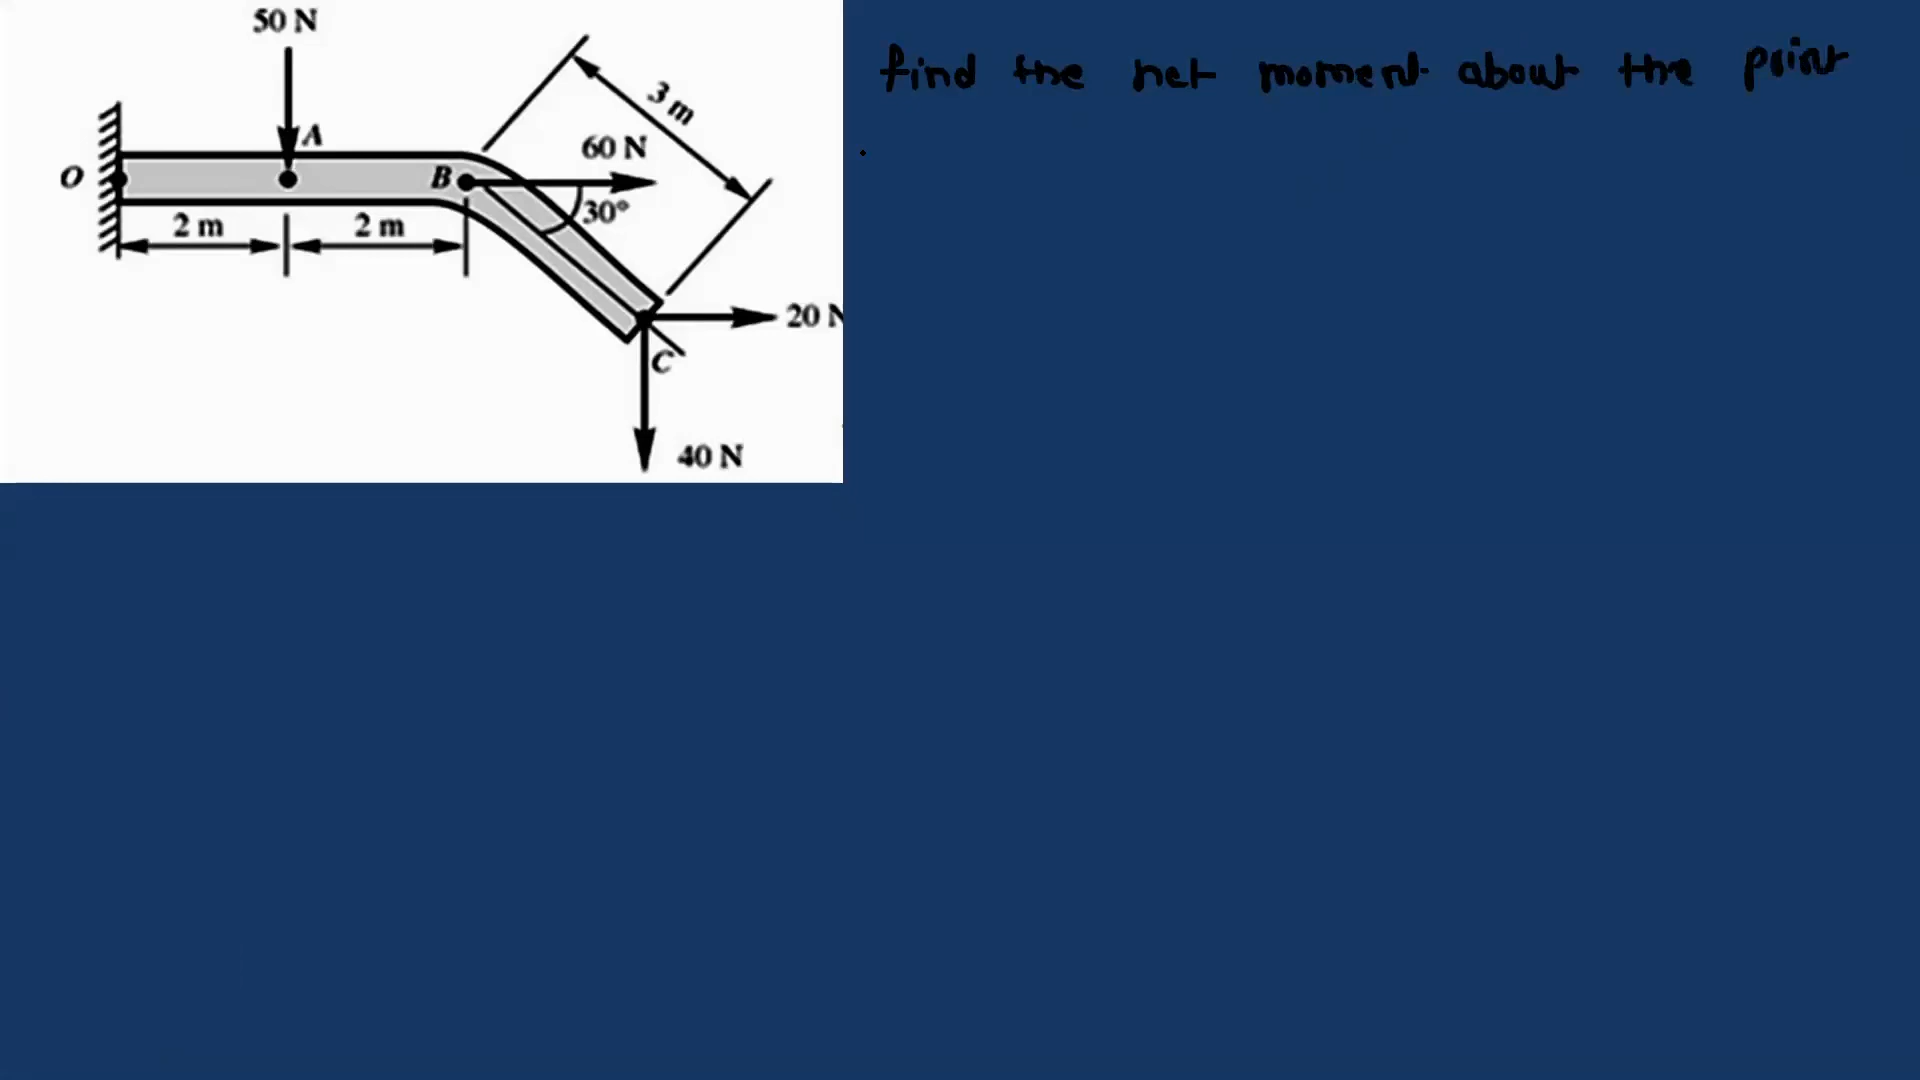 50 N
A
3 m
60 N
O
B
30°
2 m
2 m
20 N
C
40 N
find the net moment about the point